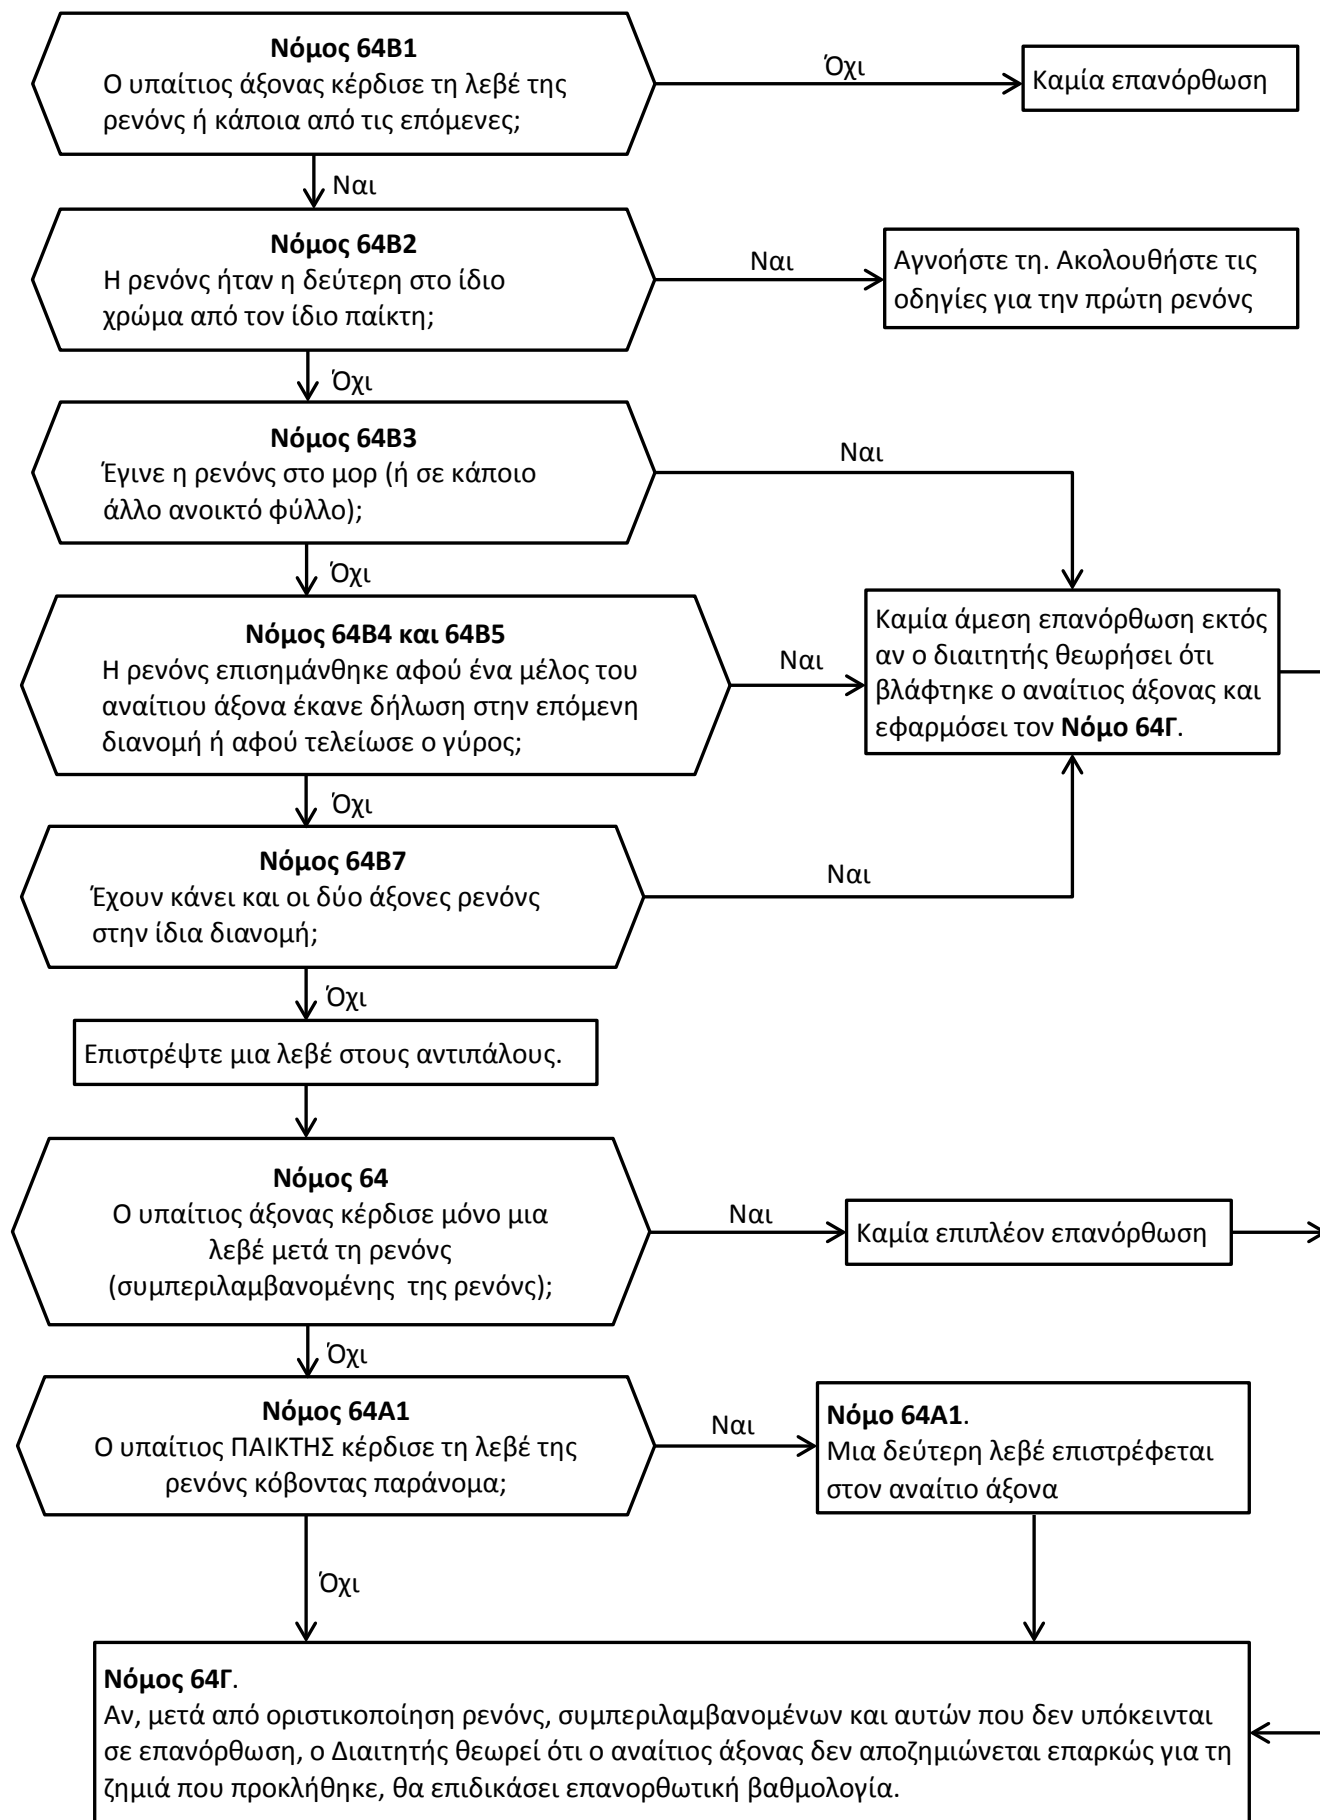 Νόμος 64Β1
Ο υπαίτιος άξονας κέρδισε τη λεβέ της
ρενόνς ή κάποια από τις επόμενες;
Όχι
Καμία επανόρθωση
Ναι
Νόμος 64Β2
Η ρενόνς ήταν η δεύτερη στο ίδιο
χρώμα από τον ίδιο παίκτη;
Ναι
Αγνοήστε τη. Ακολουθήστε τις
οδηγίες για την πρώτη ρενόνς
Όχι
Νόμος 64Β3
Έγινε η ρενόνς στο μορ (ή σε κάποιο
άλλο ανοικτό φύλλο);
Ναι
Όχι
Νόμος 64Β4 και 64Β5
Η ρενόνς επισημάνθηκε αφού ένα μέλος του
αναίτιου άξονα έκανε δήλωση στην επόμενη
διανομή ή αφού τελείωσε ο γύρος;
Ναι
Καμία άμεση επανόρθωση εκτός
αν ο διαιτητής θεωρήσει ότι
βλάφτηκε ο αναίτιος άξονας και
εφαρμόσει τον Νόμο 64Γ.
Όχι
Νόμος 64Β7
Έχουν κάνει και οι δύο άξονες ρενόνς
στην ίδια διανομή;
Ναι
Όχι
Επιστρέψτε μια λεβέ στους αντιπάλους.
Νόμος 64
Ο υπαίτιος άξονας κέρδισε μόνο μια
λεβέ μετά τη ρενόνς
(συμπεριλαμβανομένης της ρενόνς);
Ναι
Καμία επιπλέον επανόρθωση
Όχι
Νόμος 64Α1
Ο υπαίτιος ΠΑΙΚΤΗΣ κέρδισε τη λεβέ της
ρενόνς κόβοντας παράνομα;
Ναι
Νόμο 64Α1.
Μια δεύτερη λεβέ επιστρέφεται
στον αναίτιο άξονα
Όχι
Νόμος 64Γ.
Αν, μετά από οριστικοποίηση ρενόνς, συμπεριλαμβανομένων και αυτών που δεν υπόκεινται
σε επανόρθωση, ο Διαιτητής θεωρεί ότι ο αναίτιος άξονας δεν αποζημιώνεται επαρκώς για τη
ζημιά που προκλήθηκε, θα επιδικάσει επανορθωτική βαθμολογία.